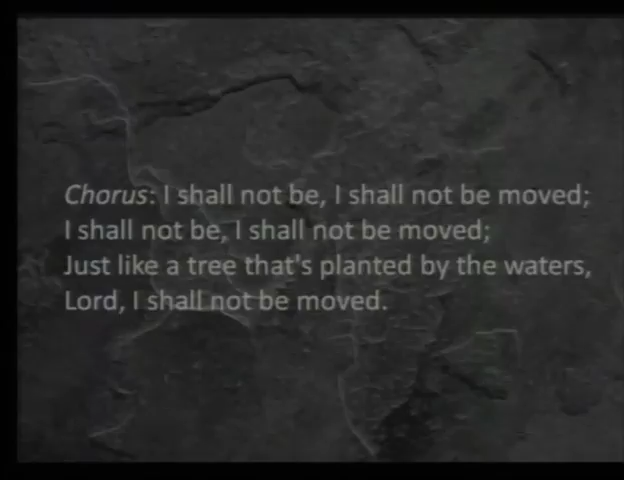 Chorus: I shall not be, I shall not be moved;
I shall not be, I shall not be moved;
Just like a tree that's planted by the waters,
Lord, I shall not be moved.